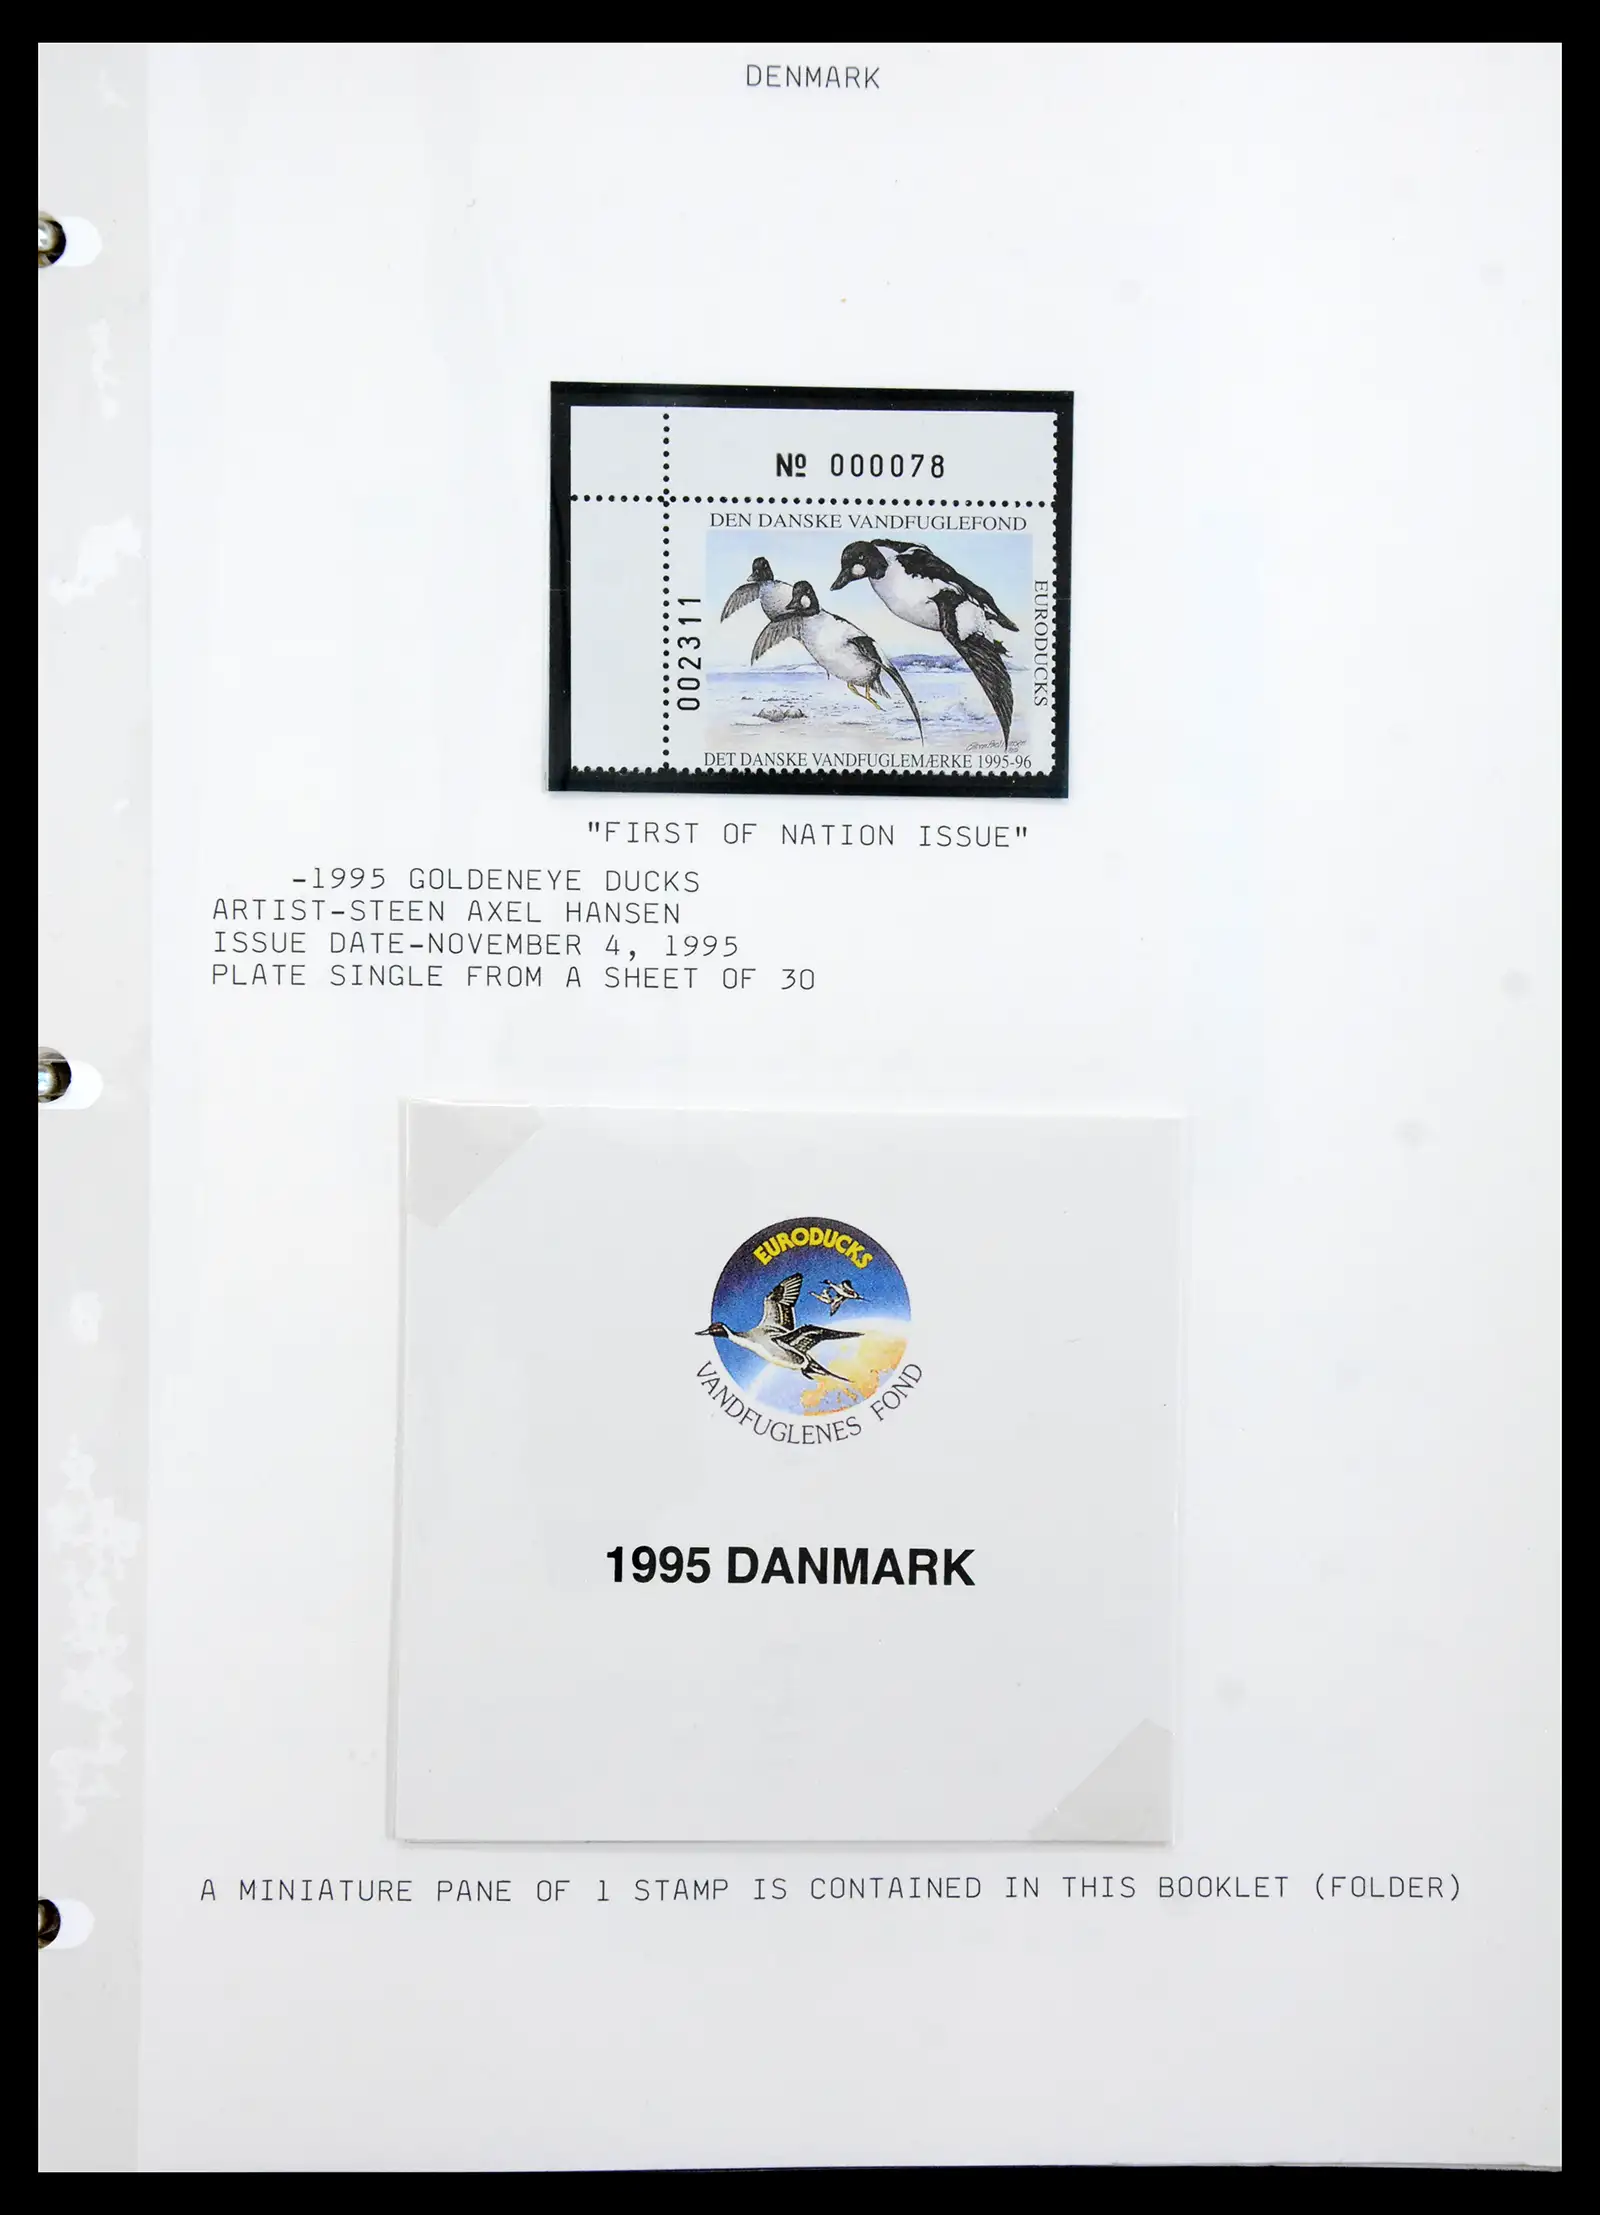 DENMARK
Nº 000078
DEN DANSKE VANDFUGLEFOND
EURODUCKS
002311
DET DANSKE VANDFUGLEMÆRKE 1995-96
"FIRST OF NATION ISSUE"
-1995 GOLDENEYE DUCKS
ARTIST-STEEN AXEL HANSEN
ISSUE DATE-NOVEMBER 4, 1995
PLATE SINGLE FROM A SHEET OF 30
EURODUCKS
VANDFUGLENES FOND
1995 DANMARK
A MINIATURE PANE OF 1 STAMP IS CONTAINED IN THIS BOOKLET (FOLDER)